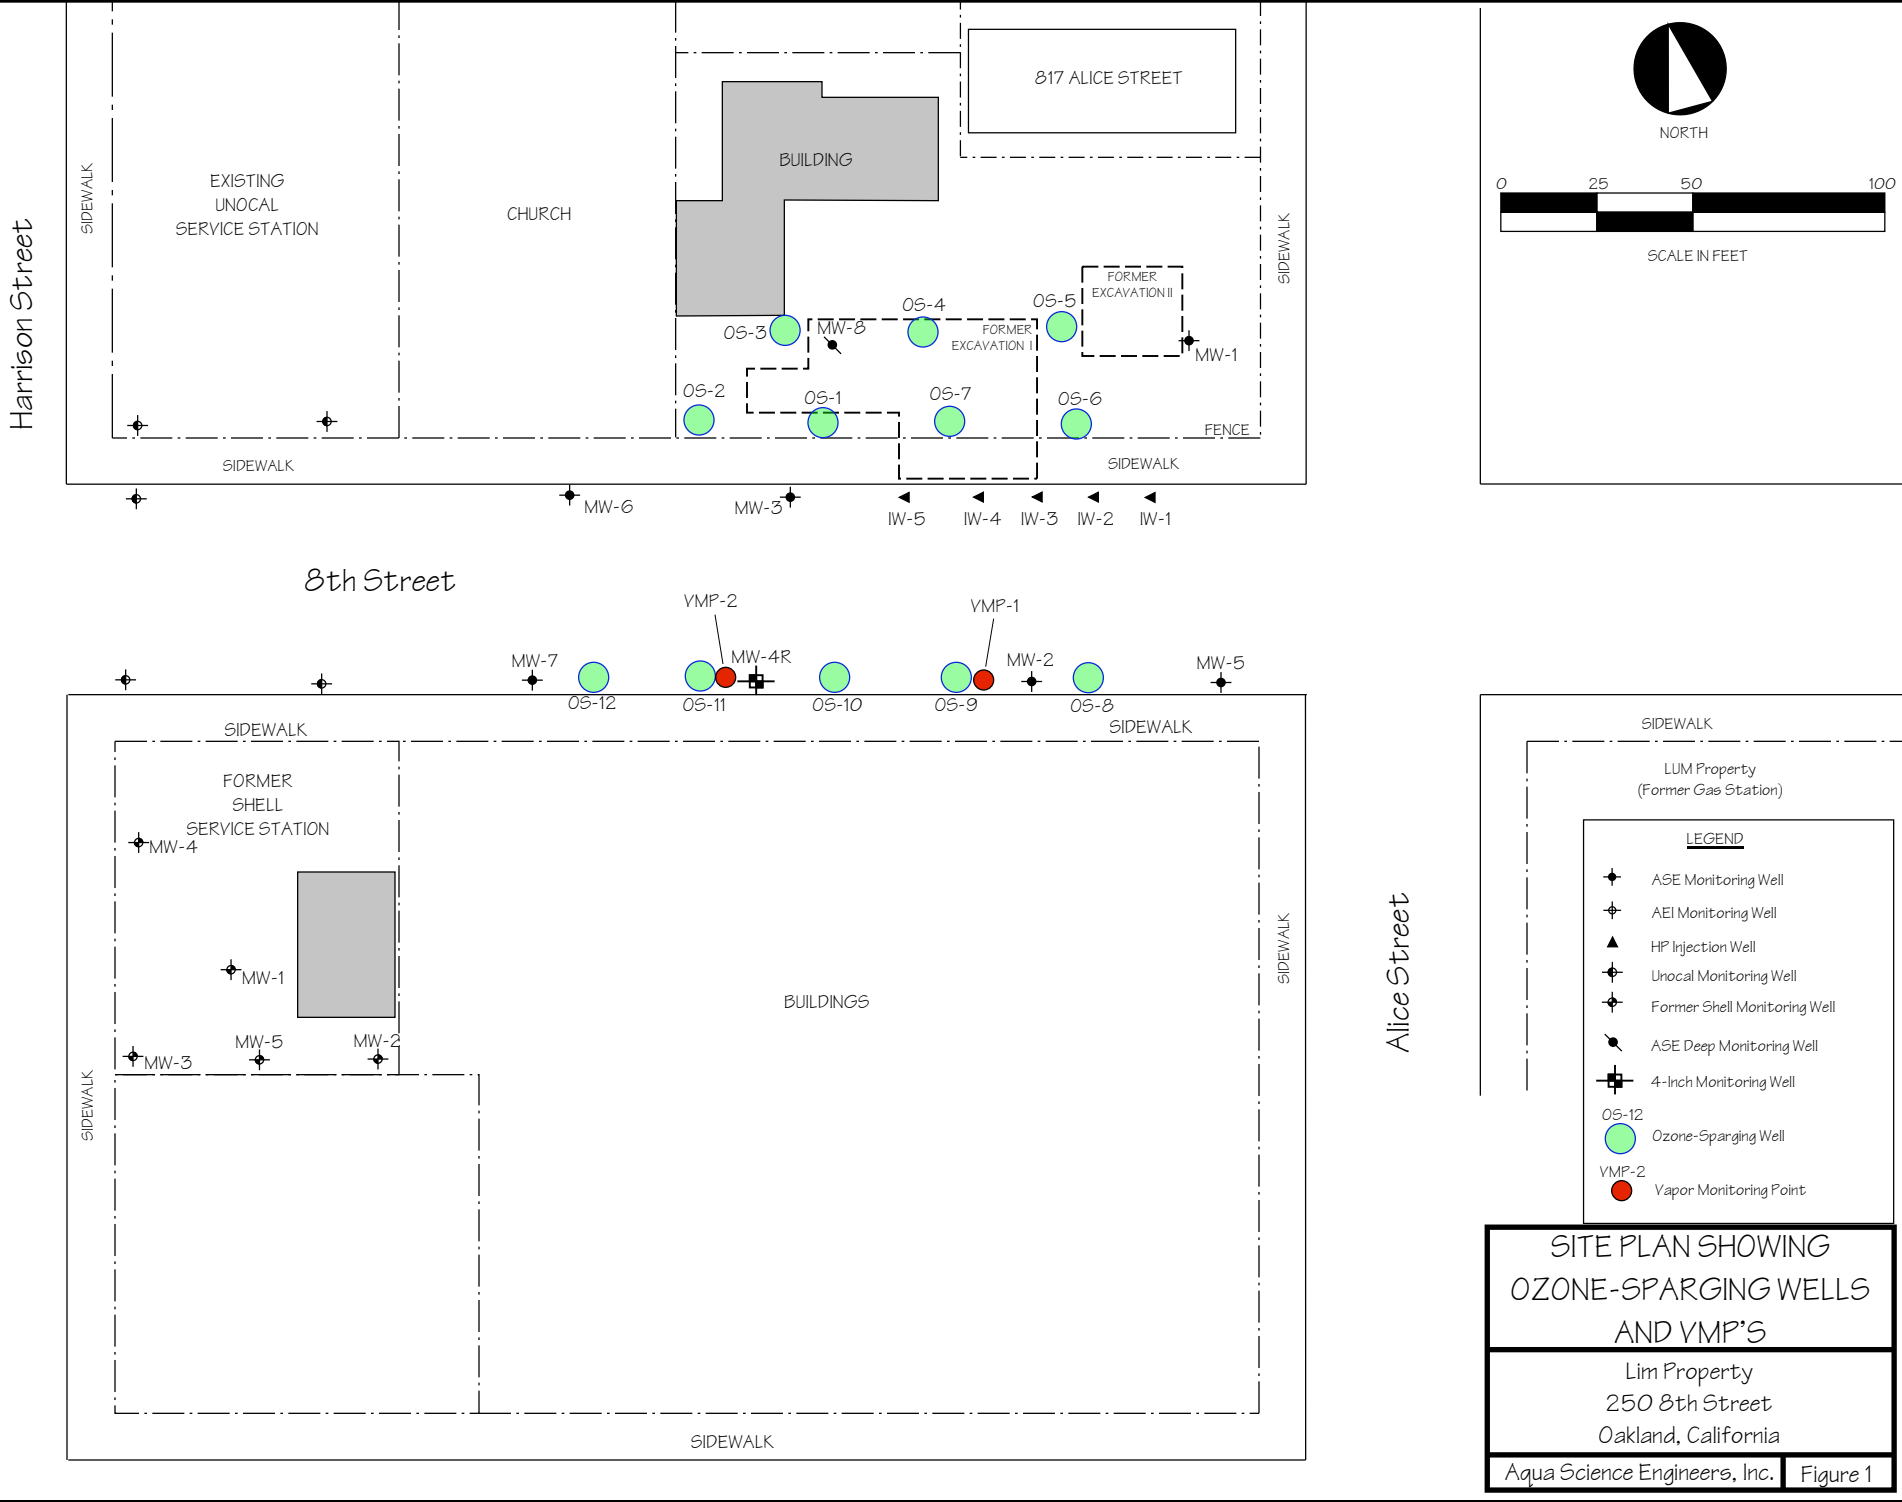 817 ALICE STREET
NORTH
0 25 50 100
SCALE IN FEET
BUILDING
EXISTING
UNOCAL
SERVICE STATION
CHURCH
SIDEWALK
SIDEWALK
Harrison Street
FORMER
EXCAVATION II
OS-3
MW-8
OS-4
FORMER
EXCAVATION I
OS-5
MW-1
OS-2
OS-1
OS-7
OS-6
FENCE
SIDEWALK
SIDEWALK
MW-6
MW-3
IW-5
IW-4
IW-3
IW-2
IW-1
8th Street
VMP-2
VMP-1
MW-7
MW-4R
MW-2
MW-5
OS-12
OS-11
OS-10
OS-9
OS-8
SIDEWALK
SIDEWALK
FORMER
SHELL
SERVICE STATION
MW-4
MW-1
MW-5
MW-2
MW-3
BUILDINGS
SIDEWALK
SIDEWALK
SIDEWALK
Alice Street
SIDEWALK
LUM Property
(Former Gas Station)
LEGEND
ASE Monitoring Well
AEI Monitoring Well
HP Injection Well
Unocal Monitoring Well
Former Shell Monitoring Well
ASE Deep Monitoring Well
4-Inch Monitoring Well
OS-12
Ozone-Sparging Well
VMP-2
Vapor Monitoring Point
SITE PLAN SHOWING
OZONE-SPARGING WELLS
AND VMP'S
Lim Property
250 8th Street
Oakland, California
Aqua Science Engineers, Inc.
Figure 1